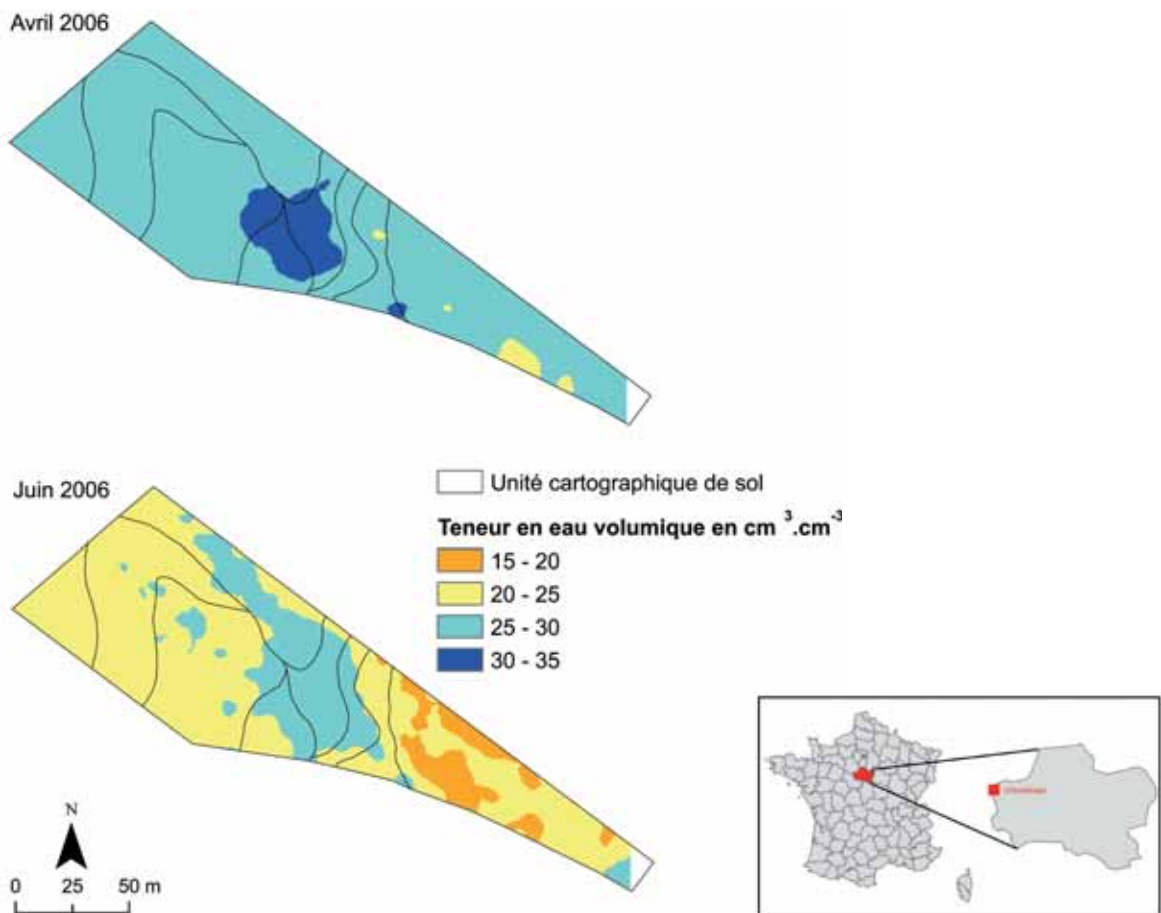 Avril 2006
Juin 2006
Unité cartographique de sol
Teneur en eau volumique en cm ³.cm⁻³
15 - 20
20 - 25
25 - 30
30 - 35
N
0 25 50 m